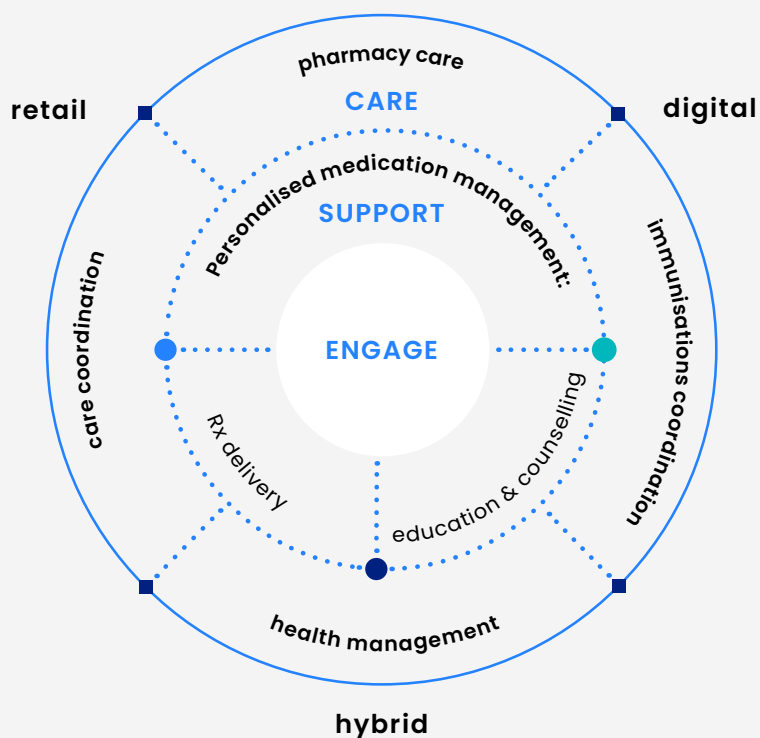 pharmacy care
CARE
retail
digital
Personalised medication management:
SUPPORT
care coordination
immunisations coordination
ENGAGE
Rx delivery
education & counselling
health management
hybrid